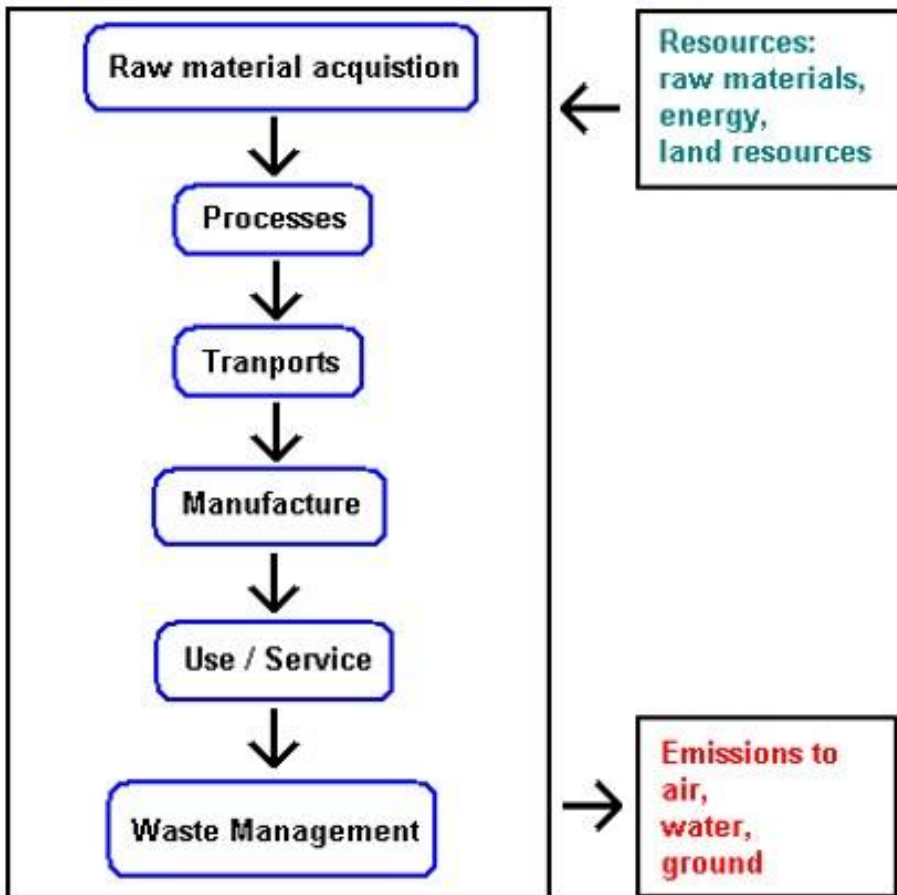 Raw material acquistion
Processes
Tranports
Manufacture
Use / Service
Waste Management
Resources:
raw materials,
energy,
land resources
Emissions to
air,
water,
ground